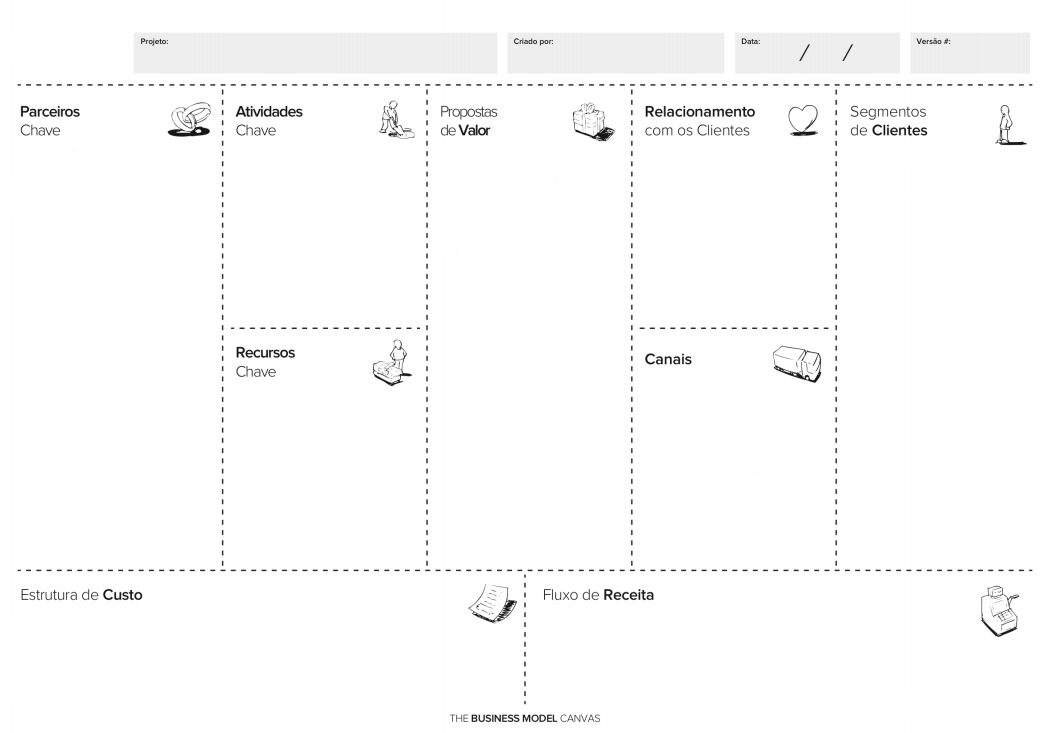 Projeto:
Criado por:
Data:
/ /
Versão #:
Parceiros
Chave
Atividades
Chave
Propostas
de Valor
Relacionamento
com os Clientes
Segmentos
de Clientes
Recursos
Chave
Canais
Estrutura de Custo
Fluxo de Receita
THE BUSINESS MODEL CANVAS